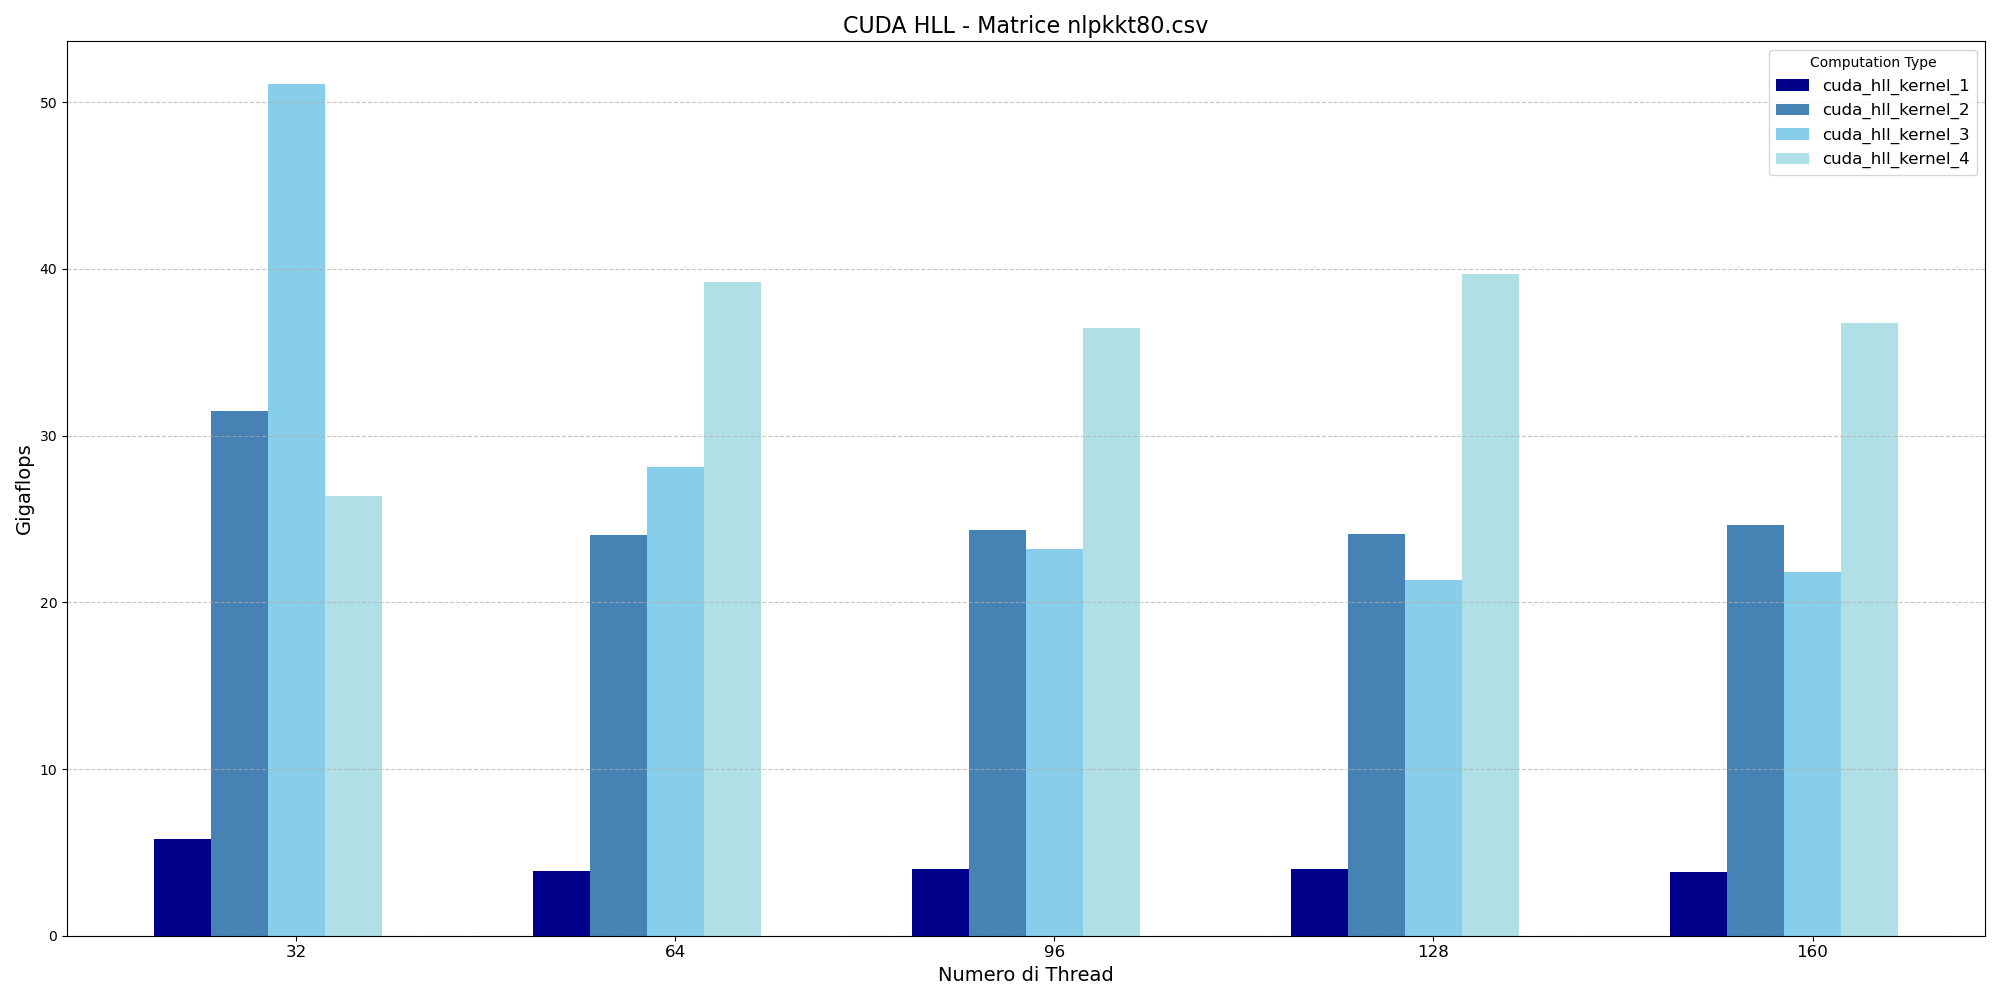 CUDA HLL - Matrice nlpkkt80.csv
Computation Type
cuda_hll_kernel_1
cuda_hll_kernel_2
cuda_hll_kernel_3
cuda_hll_kernel_4
Gigaflops
50
40
30
20
10
0
32 64 96 128 160
Numero di Thread